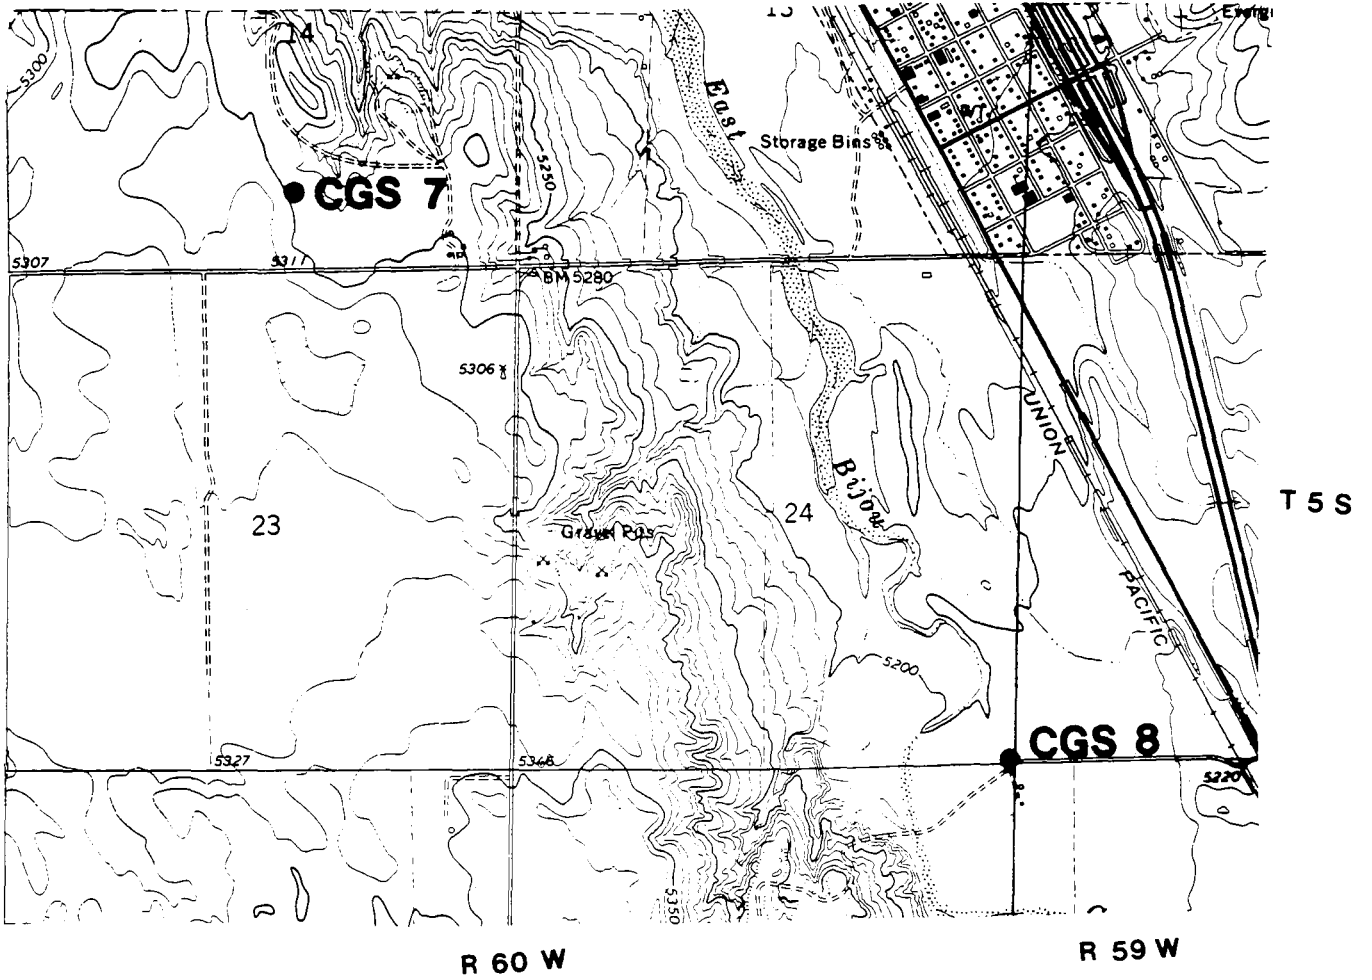 14
5300
East
Storage Bins
CGS 7
5250
5307
5311
BM 5280
5306
UNION
Bijou
23
24
Gravel Pits
T 5 S
PACIFIC
5200
CGS 8
5327
5220
5350
R 60 W
R 59 W